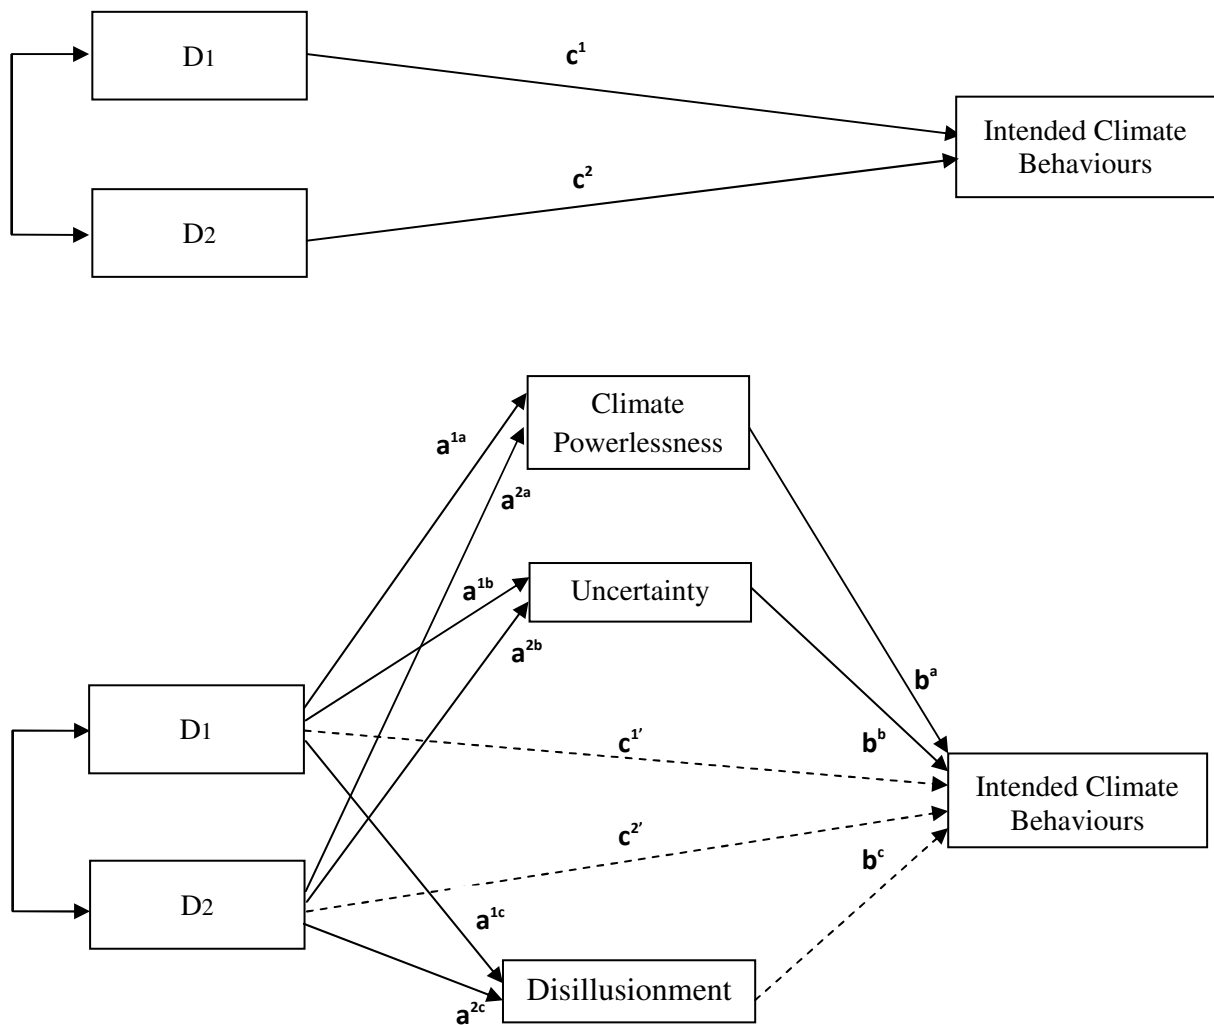 D1
c¹
Intended Climate
Behaviours
c²
D2
Climate
Powerlessness
a¹ᵃ
a²ᵃ
a¹ᵇ
Uncertainty
a²ᵇ
bᵃ
D1
c¹′
bᵇ
Intended Climate
Behaviours
c²′
bᶜ
D2
a¹ᶜ
Disillusionment
a²ᶜ